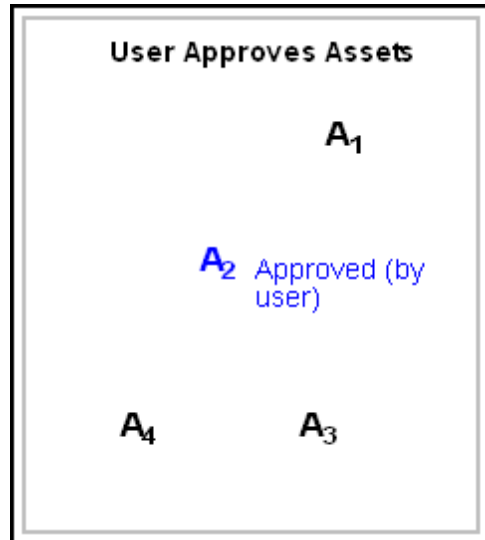 User Approves Assets
A₁
A₂ Approved (by
user)
A₄ A₃